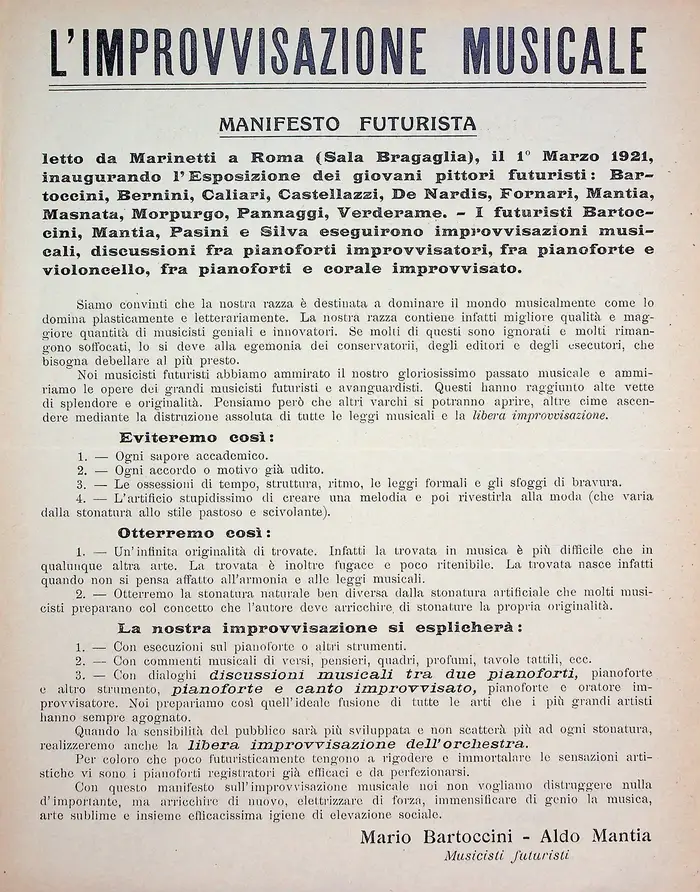 L'IMPROVVISAZIONE MUSICALE
MANIFESTO FUTURISTA
letto da Marinetti a Roma (Sala Bragaglia), il 1° Marzo 1921,
inaugurando l'Esposizione dei giovani pittori futuristi: Bar-
toccini, Bernini, Caliari, Castellazzi, De Nardis, Fornari, Mantia,
Masnata, Morpurgo, Pannaggi, Verderame. - I futuristi Bartoc-
cini, Mantia, Pasini e Silva eseguirono improvvisazioni musi-
cali, discussioni fra pianoforti improvvisatori, fra pianoforte e
violoncello, fra pianoforti e corale improvvisato.
Siamo convinti che la nostra razza è destinata a dominare il mondo musicalmente come lo
domina plasticamente e letterariamente. La nostra razza contiene infatti migliore qualità e mag-
giore quantità di musicisti geniali e innovatori. Se molti di questi sono ignorati e molti riman-
gono soffocati, lo si deve alla egemonia dei conservatorii, degli editori e degli esecutori, che
bisogna debellare al più presto.
Noi musicisti futuristi abbiamo ammirato il nostro gloriosissimo passato musicale e ammi-
riamo le opere dei grandi musicisti futuristi e avanguardisti. Questi hanno raggiunto alte vette
di splendore e originalità. Pensiamo però che altri varchi si potranno aprire, altre cime ascen-
dere mediante la distruzione assoluta di tutte le leggi musicali e la libera improvvisazione.
Eviteremo così:
1. — Ogni sapore accademico.
2. — Ogni accordo o motivo già udito.
3. — Le ossessioni di tempo, struttura, ritmo, le leggi formali e gli sfoggi di bravura.
4. — L'artificio stupidissimo di creare una melodia e poi rivestirla alla moda (che varia
dalla stonatura allo stile pastoso e scivolante).
Otterremo così:
1. — Un'infinita originalità di trovate. Infatti la trovata in musica è più difficile che in
qualunque altra arte. La trovata è inoltre fugace e poco ritenibile. La trovata nasce infatti
quando non si pensa affatto all'armonia e alle leggi musicali.
2. — Otterremo la stonatura naturale ben diversa dalla stonatura artificiale che molti musi-
cisti preparano col concetto che l'autore deve arricchire di stonature la propria originalità.
La nostra improvvisazione si esplicherà:
1. — Con esecuzioni sul pianoforte o altri strumenti.
2. — Con commenti musicali di versi, pensieri, quadri, profumi, tavole tattili, ecc.
3. — Con dialoghi discussioni musicali tra due pianoforti, pianoforte
e altro strumento, pianoforte e canto improvvisato, pianoforte e oratore im-
provvisatore. Noi prepariamo così quell'ideale fusione di tutte le arti che i più grandi artisti
hanno sempre agognato.
Quando la sensibilità del pubblico sarà più sviluppata e non scatterà più ad ogni stonatura,
realizzeremo anche la libera improvvisazione dell'orchestra.
Per coloro che poco futuristicamente tengono a rigodere e immortalare le sensazioni arti-
stiche vi sono i pianoforti registratori già efficaci e da perfezionarsi.
Con questo manifesto sull'improvvisazione musicale noi non vogliamo distruggere nulla
d'importante, ma arricchire di nuovo, elettrizzare di forza, immensificare di genio la musica,
arte sublime e insieme efficacissima igiene di elevazione sociale.
Mario Bartoccini - Aldo Mantia
Musicisti futuristi